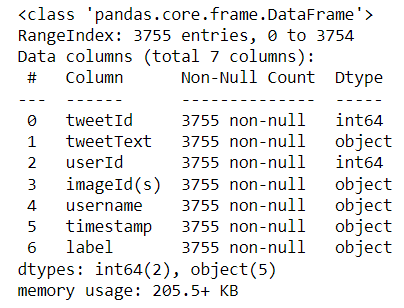 <class 'pandas.core.frame.DataFrame'>
RangeIndex: 3755 entries, 0 to 3754
Data columns (total 7 columns):
 #   Column      Non-Null Count  Dtype
---  ------      --------------  -----
 0   tweetId     3755 non-null   int64
 1   tweetText   3755 non-null   object
 2   userId      3755 non-null   int64
 3   imageId(s)  3755 non-null   object
 4   username    3755 non-null   object
 5   timestamp   3755 non-null   object
 6   label       3755 non-null   object
dtypes: int64(2), object(5)
memory usage: 205.5+ KB